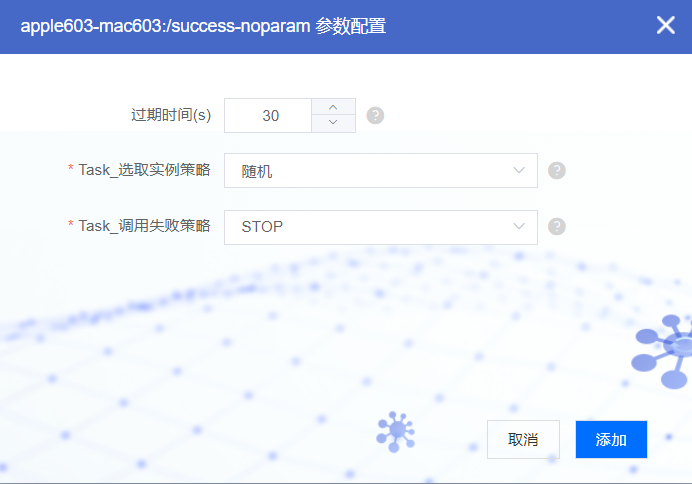 apple603-mac603:/success-noparam 参数配置
过期时间(s) 30 ?
* Task_选取实例策略 随机 ?
* Task_调用失败策略 STOP ?
取消 添加